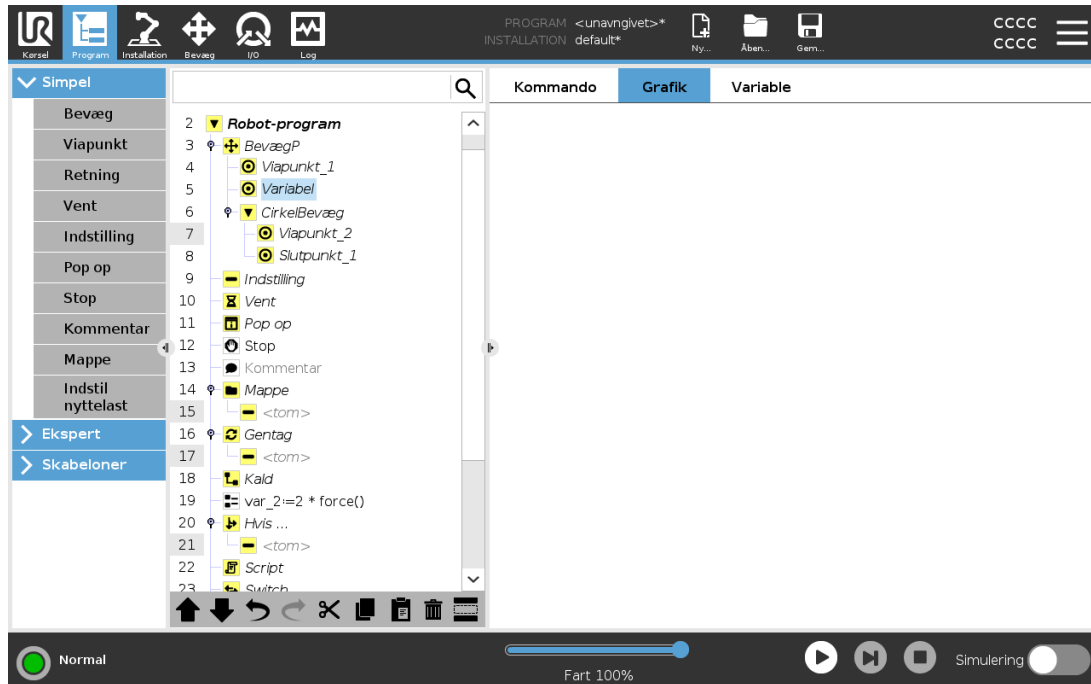 UR
PROGRAM <unavngivet>*
INSTALLATION default*
CCCC
CCCC
Kørsel Program Installation Bevæg I/O Log Ny... Åben... Gem...
Simpel
Bevæg
Viapunkt
Retning
Vent
Indstilling
Pop op
Stop
Kommentar
Mappe
Indstil
nyttelast
Ekspert
Skabeloner
2 Robot-program
3 BevægP
4 Viapunkt_1
5 Variabel
6 CirkelBevæg
7 Viapunkt_2
8 Slutpunkt_1
9 Indstilling
10 Vent
11 Pop op
12 Stop
13 Kommentar
14 Mappe
15 <tom>
16 Gentag
17 <tom>
18 Kald
19 var_2:=2 * force()
20 Hvis ...
21 <tom>
22 Script
23 Switch
Kommando Grafik Variable
Normal
Fart 100%
Simulering